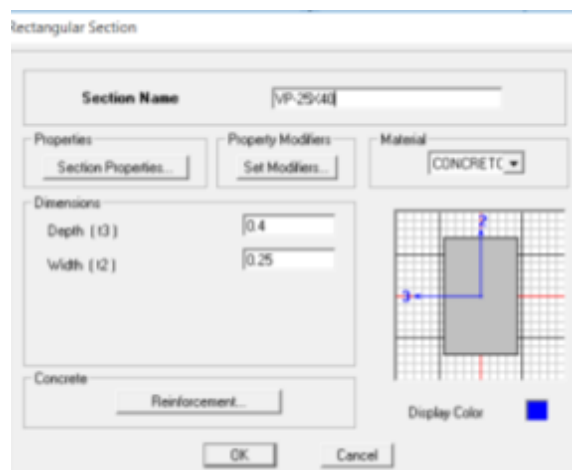 Rectangular Section
Section Name VP-25X40
Properties Property Modifiers Material
Section Properties... Set Modifiers... CONCRETC
Dimensions
Depth ( t3 ) 0.4
Width ( t2 ) 0.25
2
3
Concrete
Reinforcement...
Display Color
OK Cancel